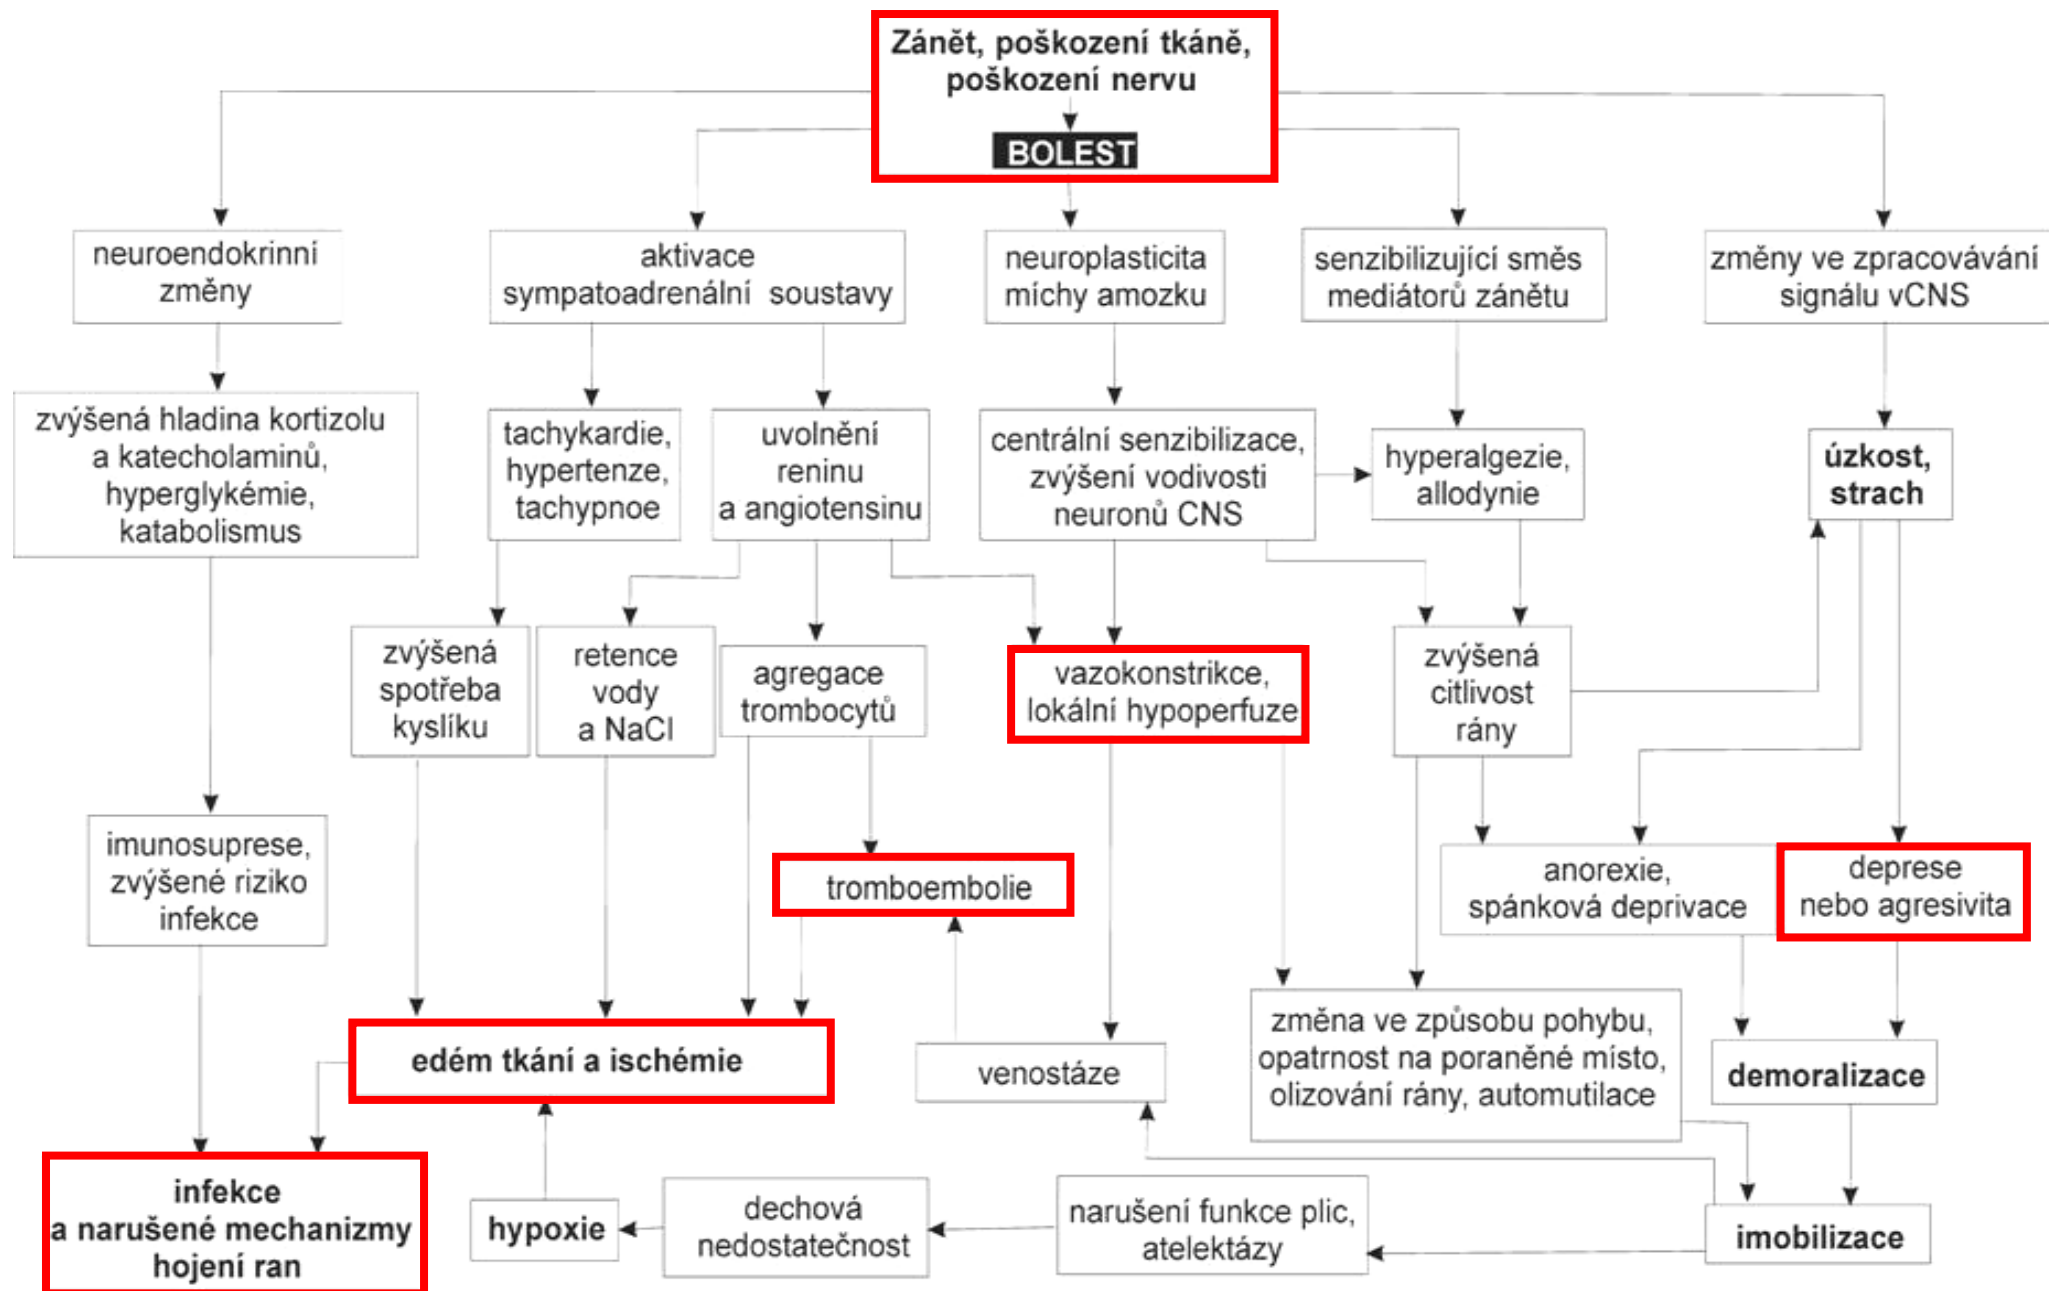 Zánět, poškození tkáně,
poškození nervu
BOLEST
neuroendokrinní
změny
aktivace
sympatoadrenální soustavy
neuroplasticita
míchy amozku
senzibilizující směs
mediátorů zánětu
změny ve zpracovávání
signálu vCNS
zvýšená hladina kortizolu
a katecholaminů,
hyperglykémie,
katabolismus
tachykardie,
hypertenze,
tachypnoe
uvolnění
reninu
a angiotensinu
centrální senzibilizace,
zvýšení vodivosti
neuronů CNS
hyperalgezie,
allodynie
úzkost,
strach
zvýšená
spotřeba
kyslíku
retence
vody
a NaCl
agregace
trombocytů
vazokonstrikce,
lokální hypoperfuze
zvýšená
citlivost
rány
imunosuprese,
zvýšené riziko
infekce
tromboembolie
anorexie,
spánková deprivace
deprese
nebo agresivita
edém tkání a ischémie
venostáze
změna ve způsobu pohybu,
opatrnost na poraněné místo,
olizování rány, automutilace
demoralizace
infekce
a narušené mechanizmy
hojení ran
hypoxie
dechová
nedostatečnost
narušení funkce plic,
atelektázy
imobilizace